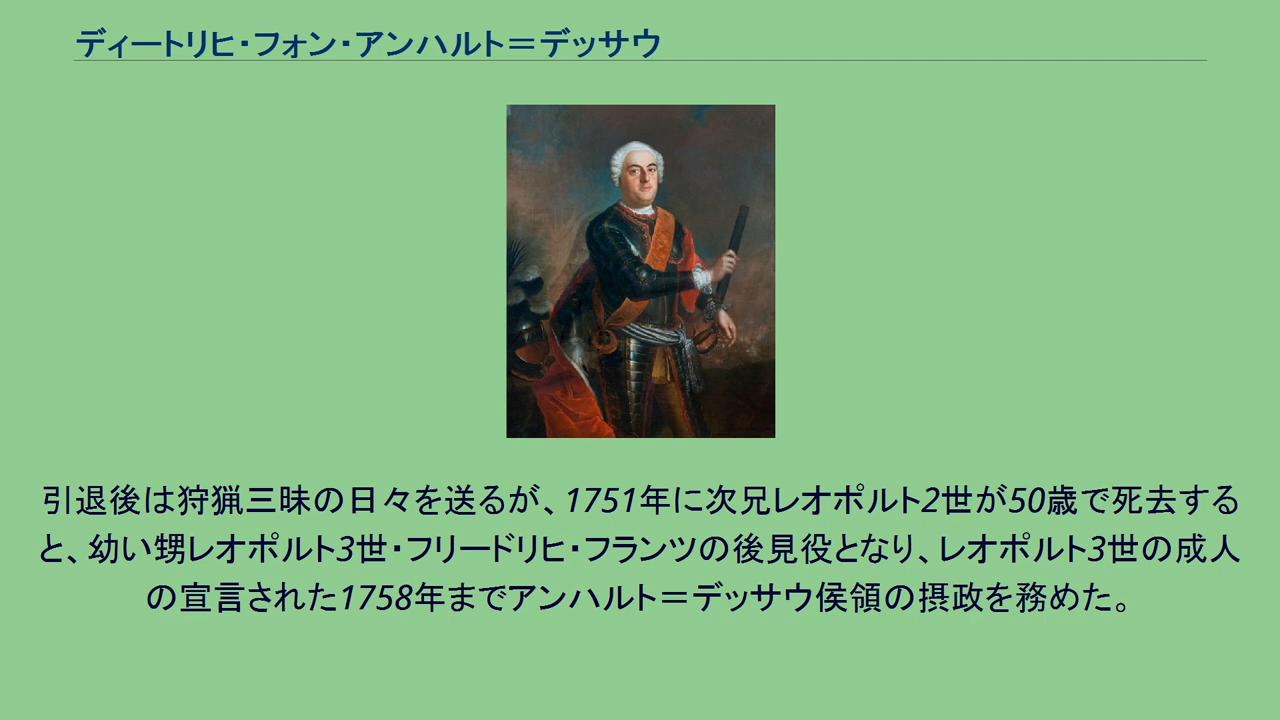 ディートリヒ・フォン・アンハルト＝デッサウ
引退後は狩猟三昧の日々を送るが、1751年に次兄レオポルト2世が50歳で死去する
と、幼い甥レオポルト3世・フリードリヒ・フランツの後見役となり、レオポルト3世の成人
の宣言された1758年までアンハルト＝デッサウ侯領の摂政を務めた。